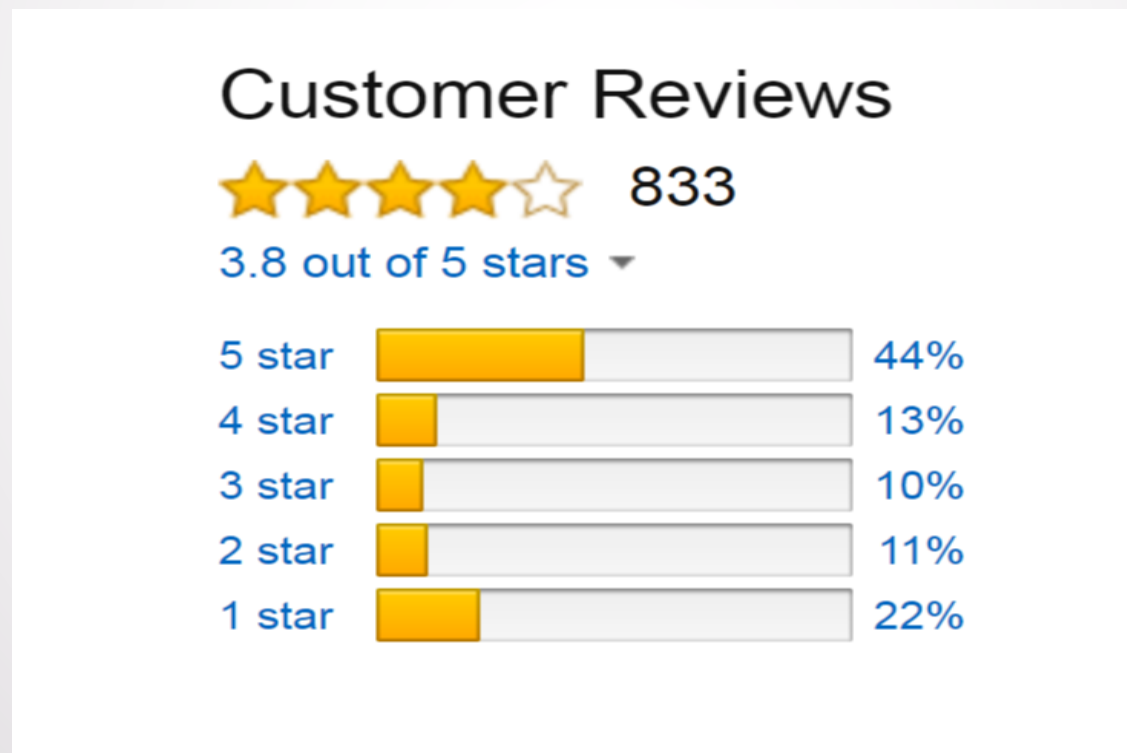 Customer Reviews
833
3.8 out of 5 stars
5 star 44%
4 star 13%
3 star 10%
2 star 11%
1 star 22%